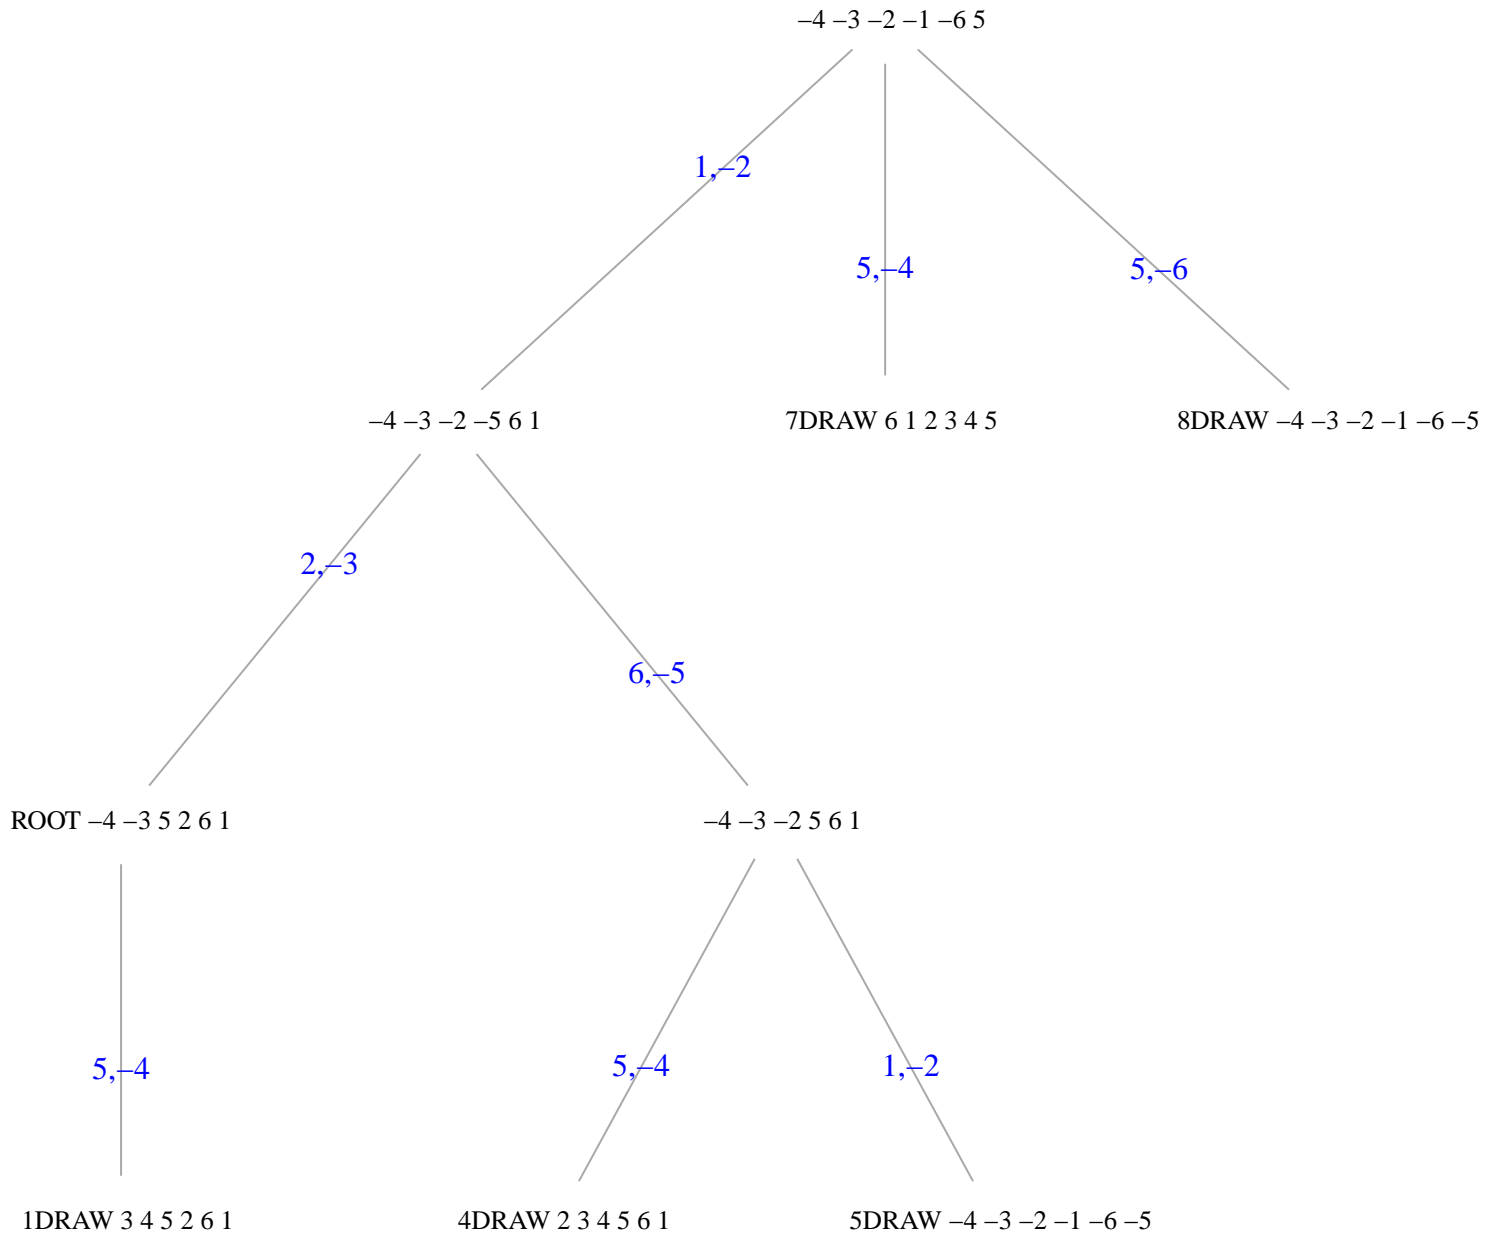 –4 –3 –2 –1 –6 5
1,–2
5,–4
5,–6
–4 –3 –2 –5 6 1
7DRAW 6 1 2 3 4 5
8DRAW –4 –3 –2 –1 –6 –5
2,–3
6,–5
ROOT –4 –3 5 2 6 1
–4 –3 –2 5 6 1
5,–4
5,–4
1,–2
1DRAW 3 4 5 2 6 1
4DRAW 2 3 4 5 6 1
5DRAW –4 –3 –2 –1 –6 –5